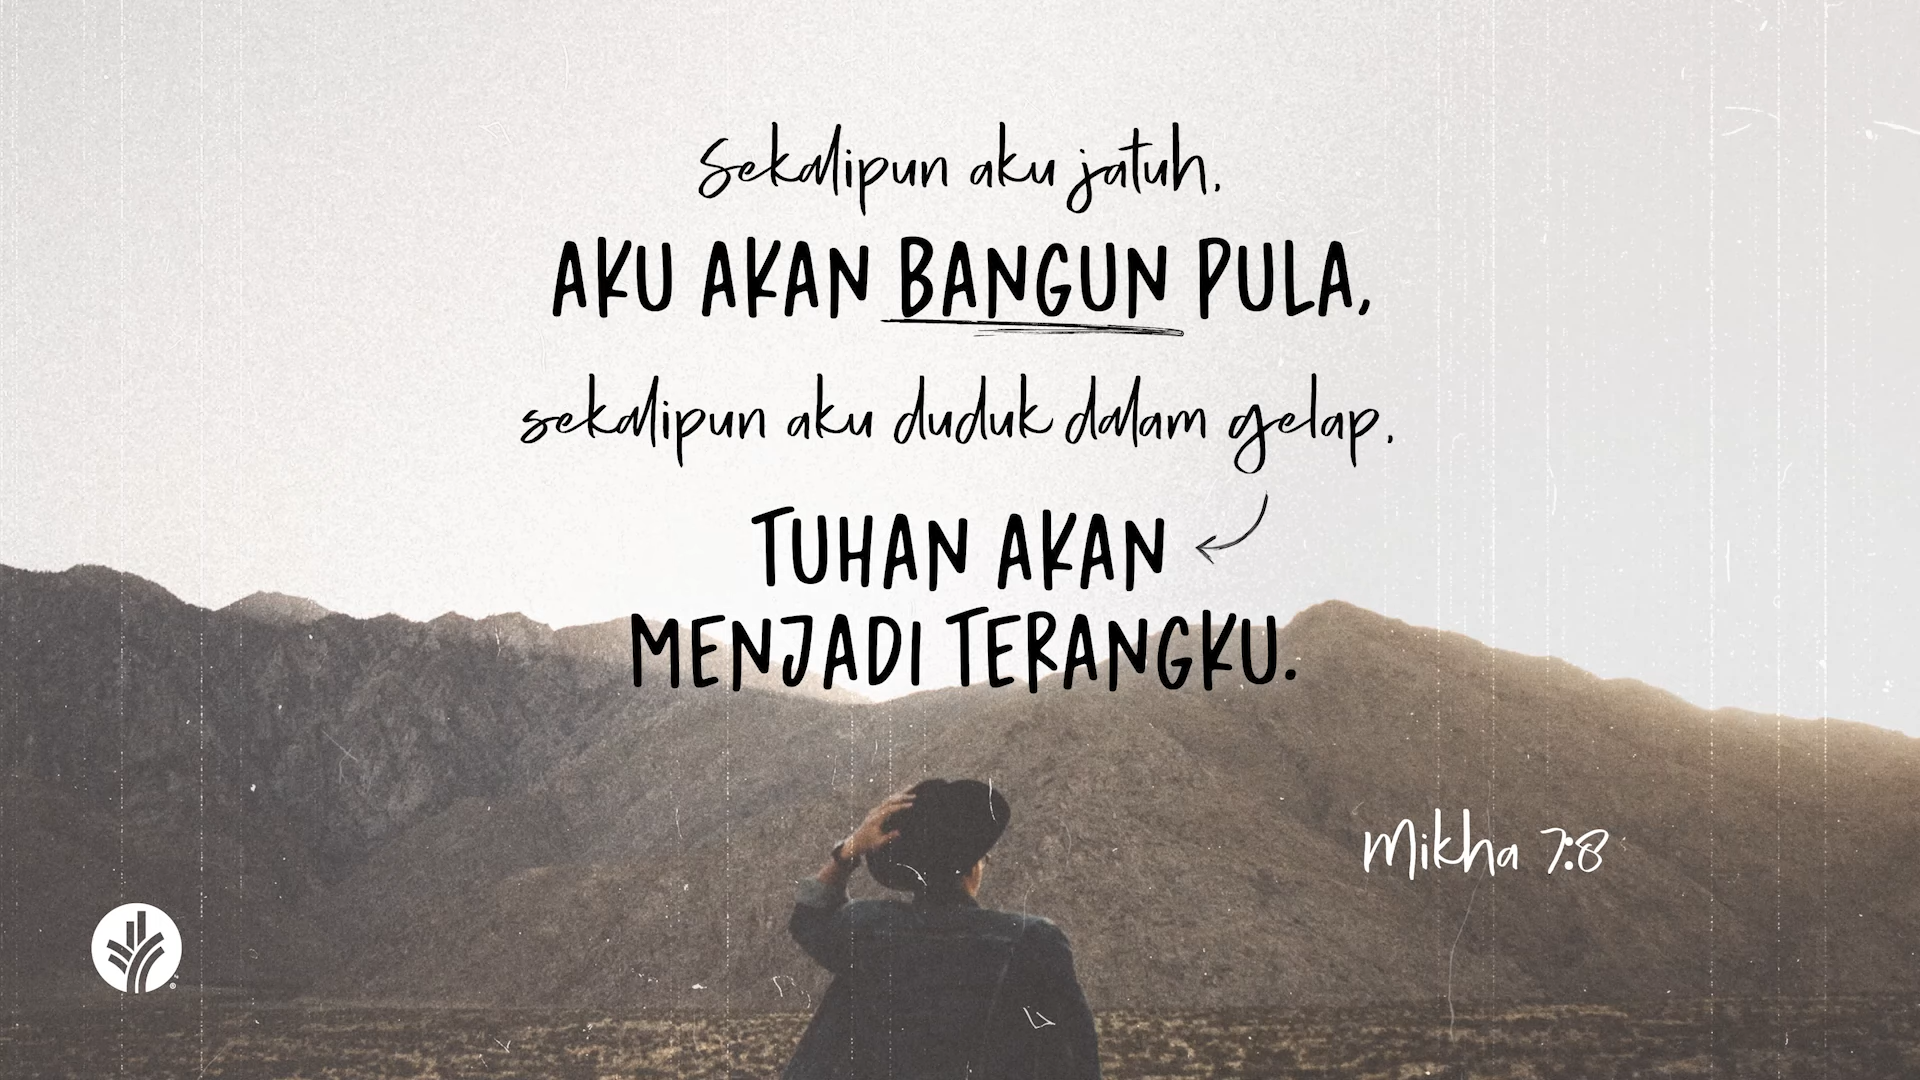 Sekalipun aku jatuh,
AKU AKAN BANGUN PULA,
sekalipun aku duduk dalam gelap,
TUHAN AKAN
MENJADI TERANGKU.
Mikha 7:8
®